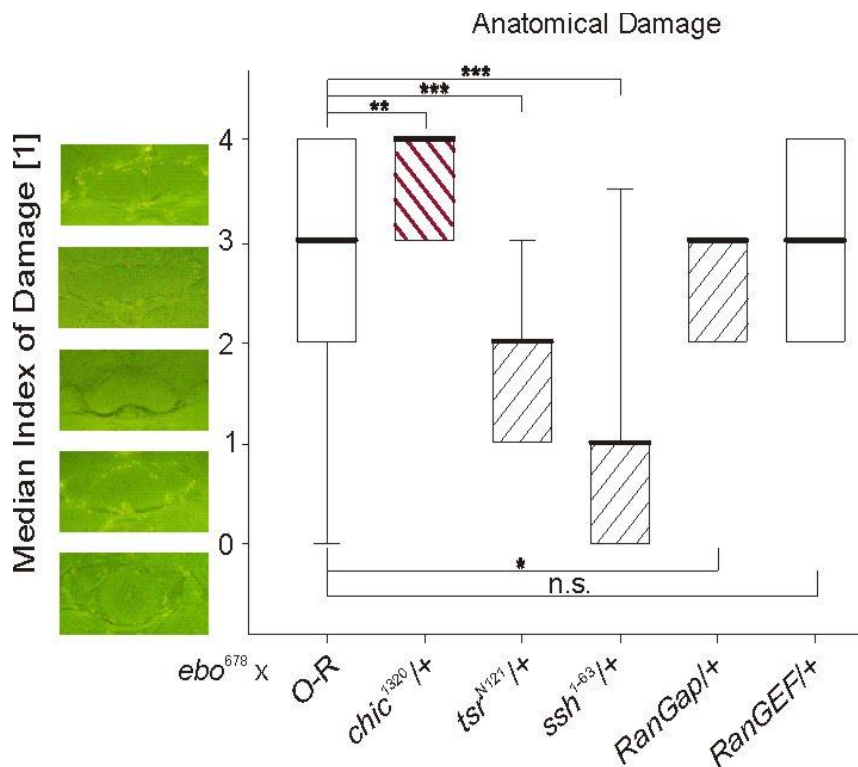 Anatomical Damage
Median Index of Damage [1]
***
***
**
4
3
2
1
0
*
n.s.
ebo⁶⁷⁸ x
O-R
chic¹³²⁰/+
tsrᴺ¹²¹/+
ssh¹⁻⁶³/+
RanGap/+
RanGEF/+